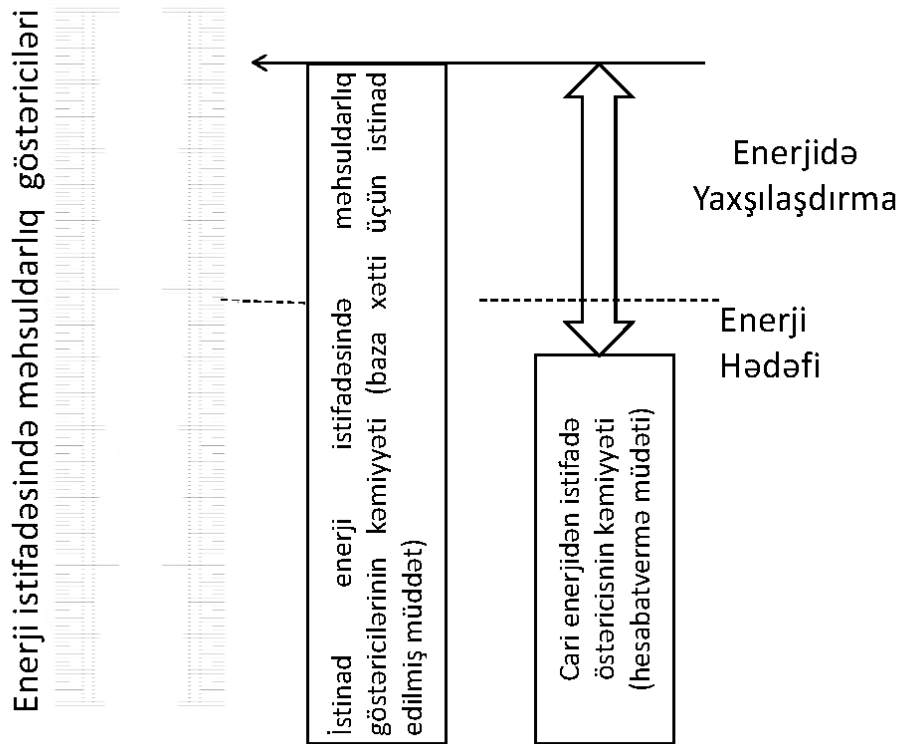 Enerji istifadəsində məhsuldarlıq göstəriciləri
İstinad enerji istifadəsində məhsuldarlıq
göstəricilərinin kəmiyyəti (baza xətti üçün istinad
edilmiş müddət)
Enerjidə
Yaxşılaşdırma
Enerji
Hədəfi
Cari enerjidən istifadə
östəricisnin kəmiyyəti
(hesabatvermə müdəti)